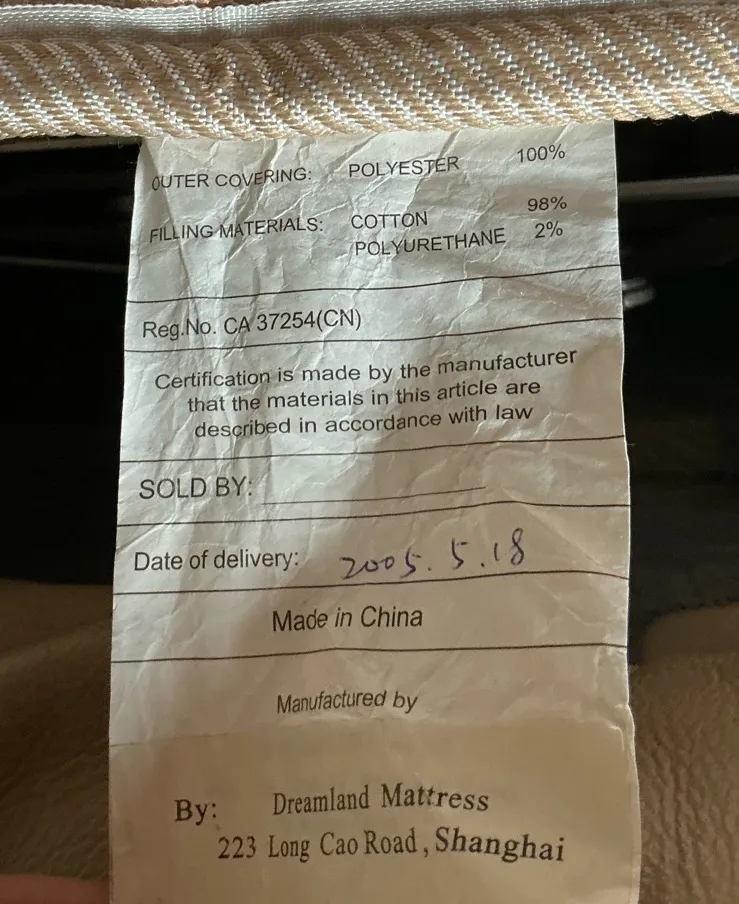 OUTER COVERING: POLYESTER 100%
FILLING MATERIALS: COTTON 98%
POLYURETHANE 2%
Reg.No. CA 37254(CN)
Certification is made by the manufacturer
that the materials in this article are
described in accordance with law
SOLD BY:
Date of delivery: 2005.5.18
Made in China
Manufactured by
By: Dreamland Mattress
223 Long Cao Road, Shanghai